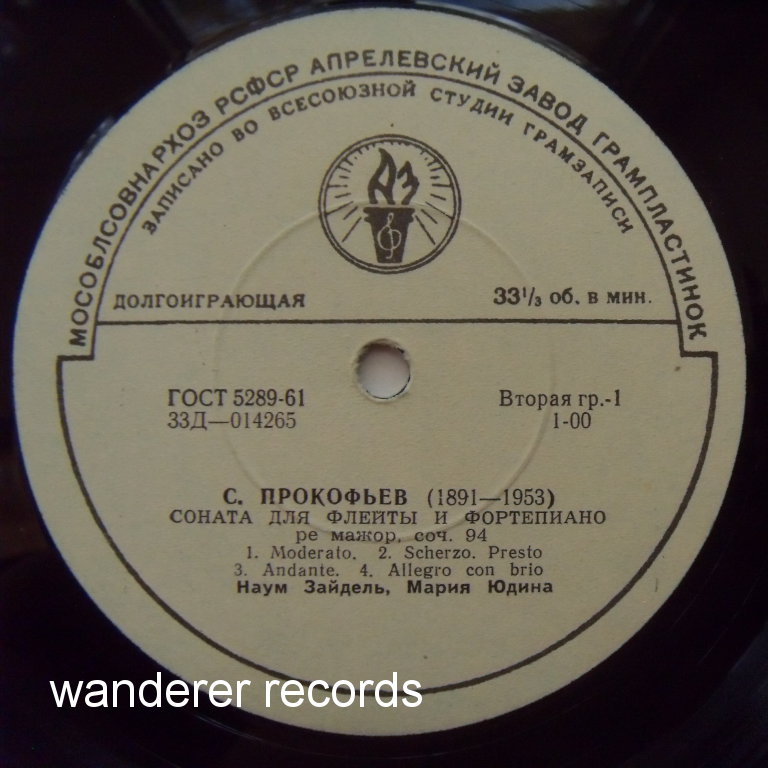 МОСОБЛСОВНАРХОЗ РСФСР АПРЕЛЕВСКИЙ ЗАВОД ГРАМПЛАСТИНОК
ЗАПИСАНО ВО ВСЕСОЮЗНОЙ СТУДИИ ГРАМЗАПИСИ
АЗ
ДОЛГОИГРАЮЩАЯ 33⅓ об. в мин.
ГОСТ 5289-61 Вторая гр.-1
33Д—014265 1-00
С. ПРОКОФЬЕВ (1891—1953)
СОНАТА ДЛЯ ФЛЕЙТЫ И ФОРТЕПИАНО
ре мажор, соч. 94
1. Moderato. 2. Scherzo. Presto
3. Andante. 4. Allegro con brio
Наум Зайдель, Мария Юдина
wanderer records